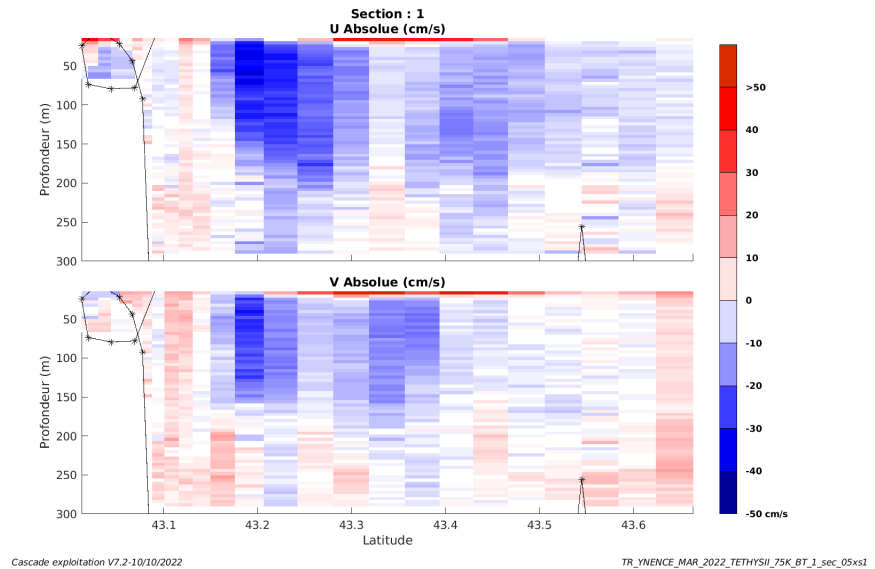 Section : 1
U Absolue (cm/s)
Profondeur (m)
50
100
150
200
250
300
V Absolue (cm/s)
Profondeur (m)
50
100
150
200
250
300
43.1 43.2 43.3 43.4 43.5 43.6
Latitude
>50
40
30
20
10
0
-10
-20
-30
-40
-50 cm/s
Cascade exploitation V7.2-10/10/2022
TR_YNENCE_MAR_2022_TETHYSII_75K_BT_1_sec_05xs1